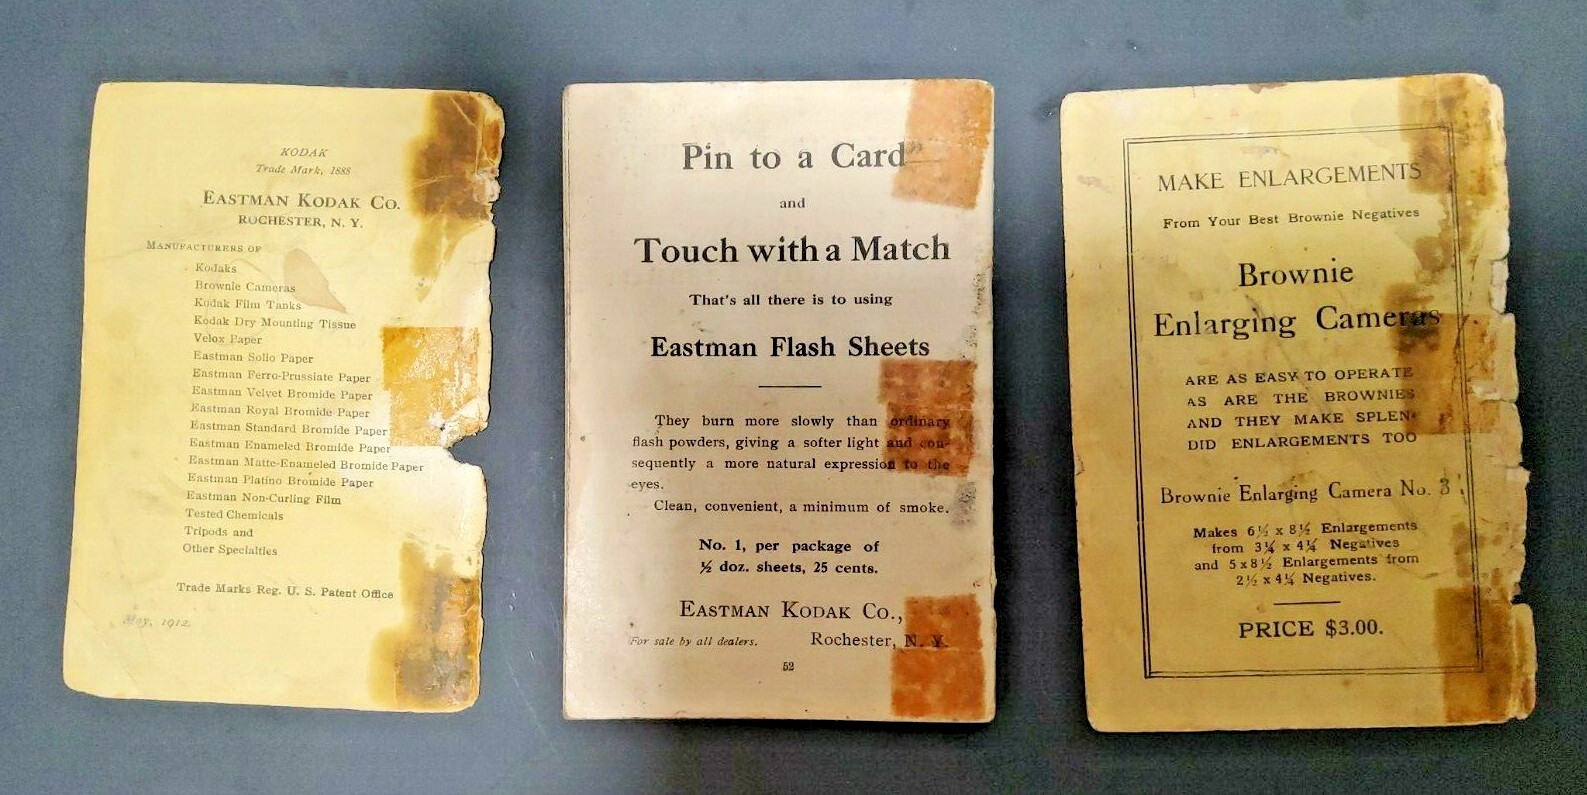 KODAK
Trade Mark, 1888
EASTMAN KODAK CO.
ROCHESTER, N. Y.
MANUFACTURERS OF
Kodaks
Brownie Cameras
Kodak Film Tanks
Kodak Dry Mounting Tissue
Velox Paper
Eastman Solio Paper
Eastman Ferro-Prussiate Paper
Eastman Velvet Bromide Paper
Eastman Royal Bromide Paper
Eastman Standard Bromide Paper
Eastman Enameled Bromide Paper
Eastman Matte-Enameled Bromide Paper
Eastman Platino Bromide Paper
Eastman Non-Curling Film
Tested Chemicals
Tripods and
Other Specialties
Trade Marks Reg. U. S. Patent Office
May, 1912.
Pin to a Card"
and
Touch with a Match
That's all there is to using
Eastman Flash Sheets
They burn more slowly than ordinary
flash powders, giving a softer light and con-
sequently a more natural expression to the
eyes.
Clean, convenient, a minimum of smoke.
No. 1, per package of
½ doz. sheets, 25 cents.
EASTMAN KODAK CO.,
For sale by all dealers. Rochester, N. Y.
52
MAKE ENLARGEMENTS
From Your Best Brownie Negatives
Brownie
Enlarging Cameras
ARE AS EASY TO OPERATE
AS ARE THE BROWNIES
AND THEY MAKE SPLEN-
DID ENLARGEMENTS TOO
Brownie Enlarging Camera No. 3
Makes 6½ x 8½ Enlargements
from 3¼ x 4¼ Negatives
and 5 x 8½ Enlargements from
2½ x 4¼ Negatives.
PRICE $3.00.